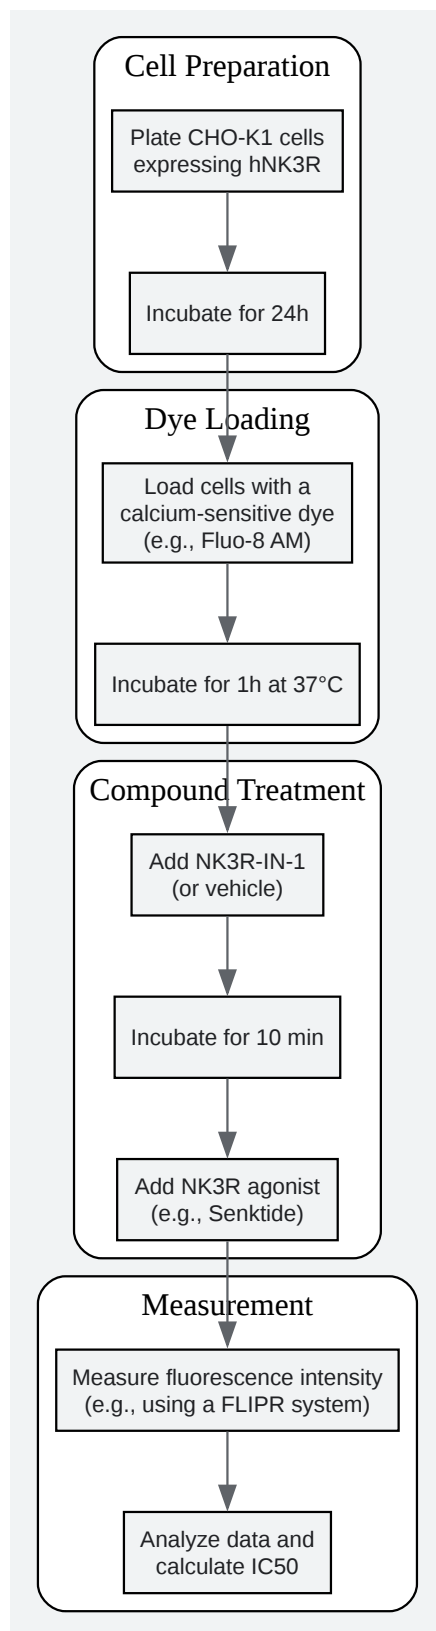 Cell Preparation
Plate CHO-K1 cells
expressing hNK3R
Incubate for 24h
Dye Loading
Load cells with a
calcium-sensitive dye
(e.g., Fluo-8 AM)
Incubate for 1h at 37°C
Compound Treatment
Add NK3R-IN-1
(or vehicle)
Incubate for 10 min
Add NK3R agonist
(e.g., Senktide)
Measurement
Measure fluorescence intensity
(e.g., using a FLIPR system)
Analyze data and
calculate IC50